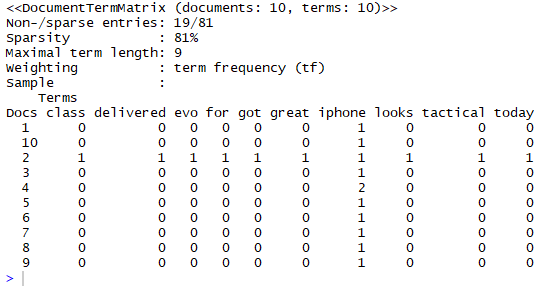 <<DocumentTermMatrix (documents: 10, terms: 10)>>
Non-/sparse entries: 19/81
Sparsity           : 81%
Maximal term length: 9
Weighting          : term frequency (tf)
Sample             :
    Terms
Docs class delivered evo for got great iphone looks tactical today
  1      0         0   0   0   0     0      1     0        0     0
  10     0         0   0   0   0     0      1     0        0     0
  2      1         1   1   1   1     1      1     1        1     1
  3      0         0   0   0   0     0      1     0        0     0
  4      0         0   0   0   0     0      2     0        0     0
  5      0         0   0   0   0     0      1     0        0     0
  6      0         0   0   0   0     0      1     0        0     0
  7      0         0   0   0   0     0      1     0        0     0
  8      0         0   0   0   0     0      1     0        0     0
  9      0         0   0   0   0     0      1     0        0     0
>